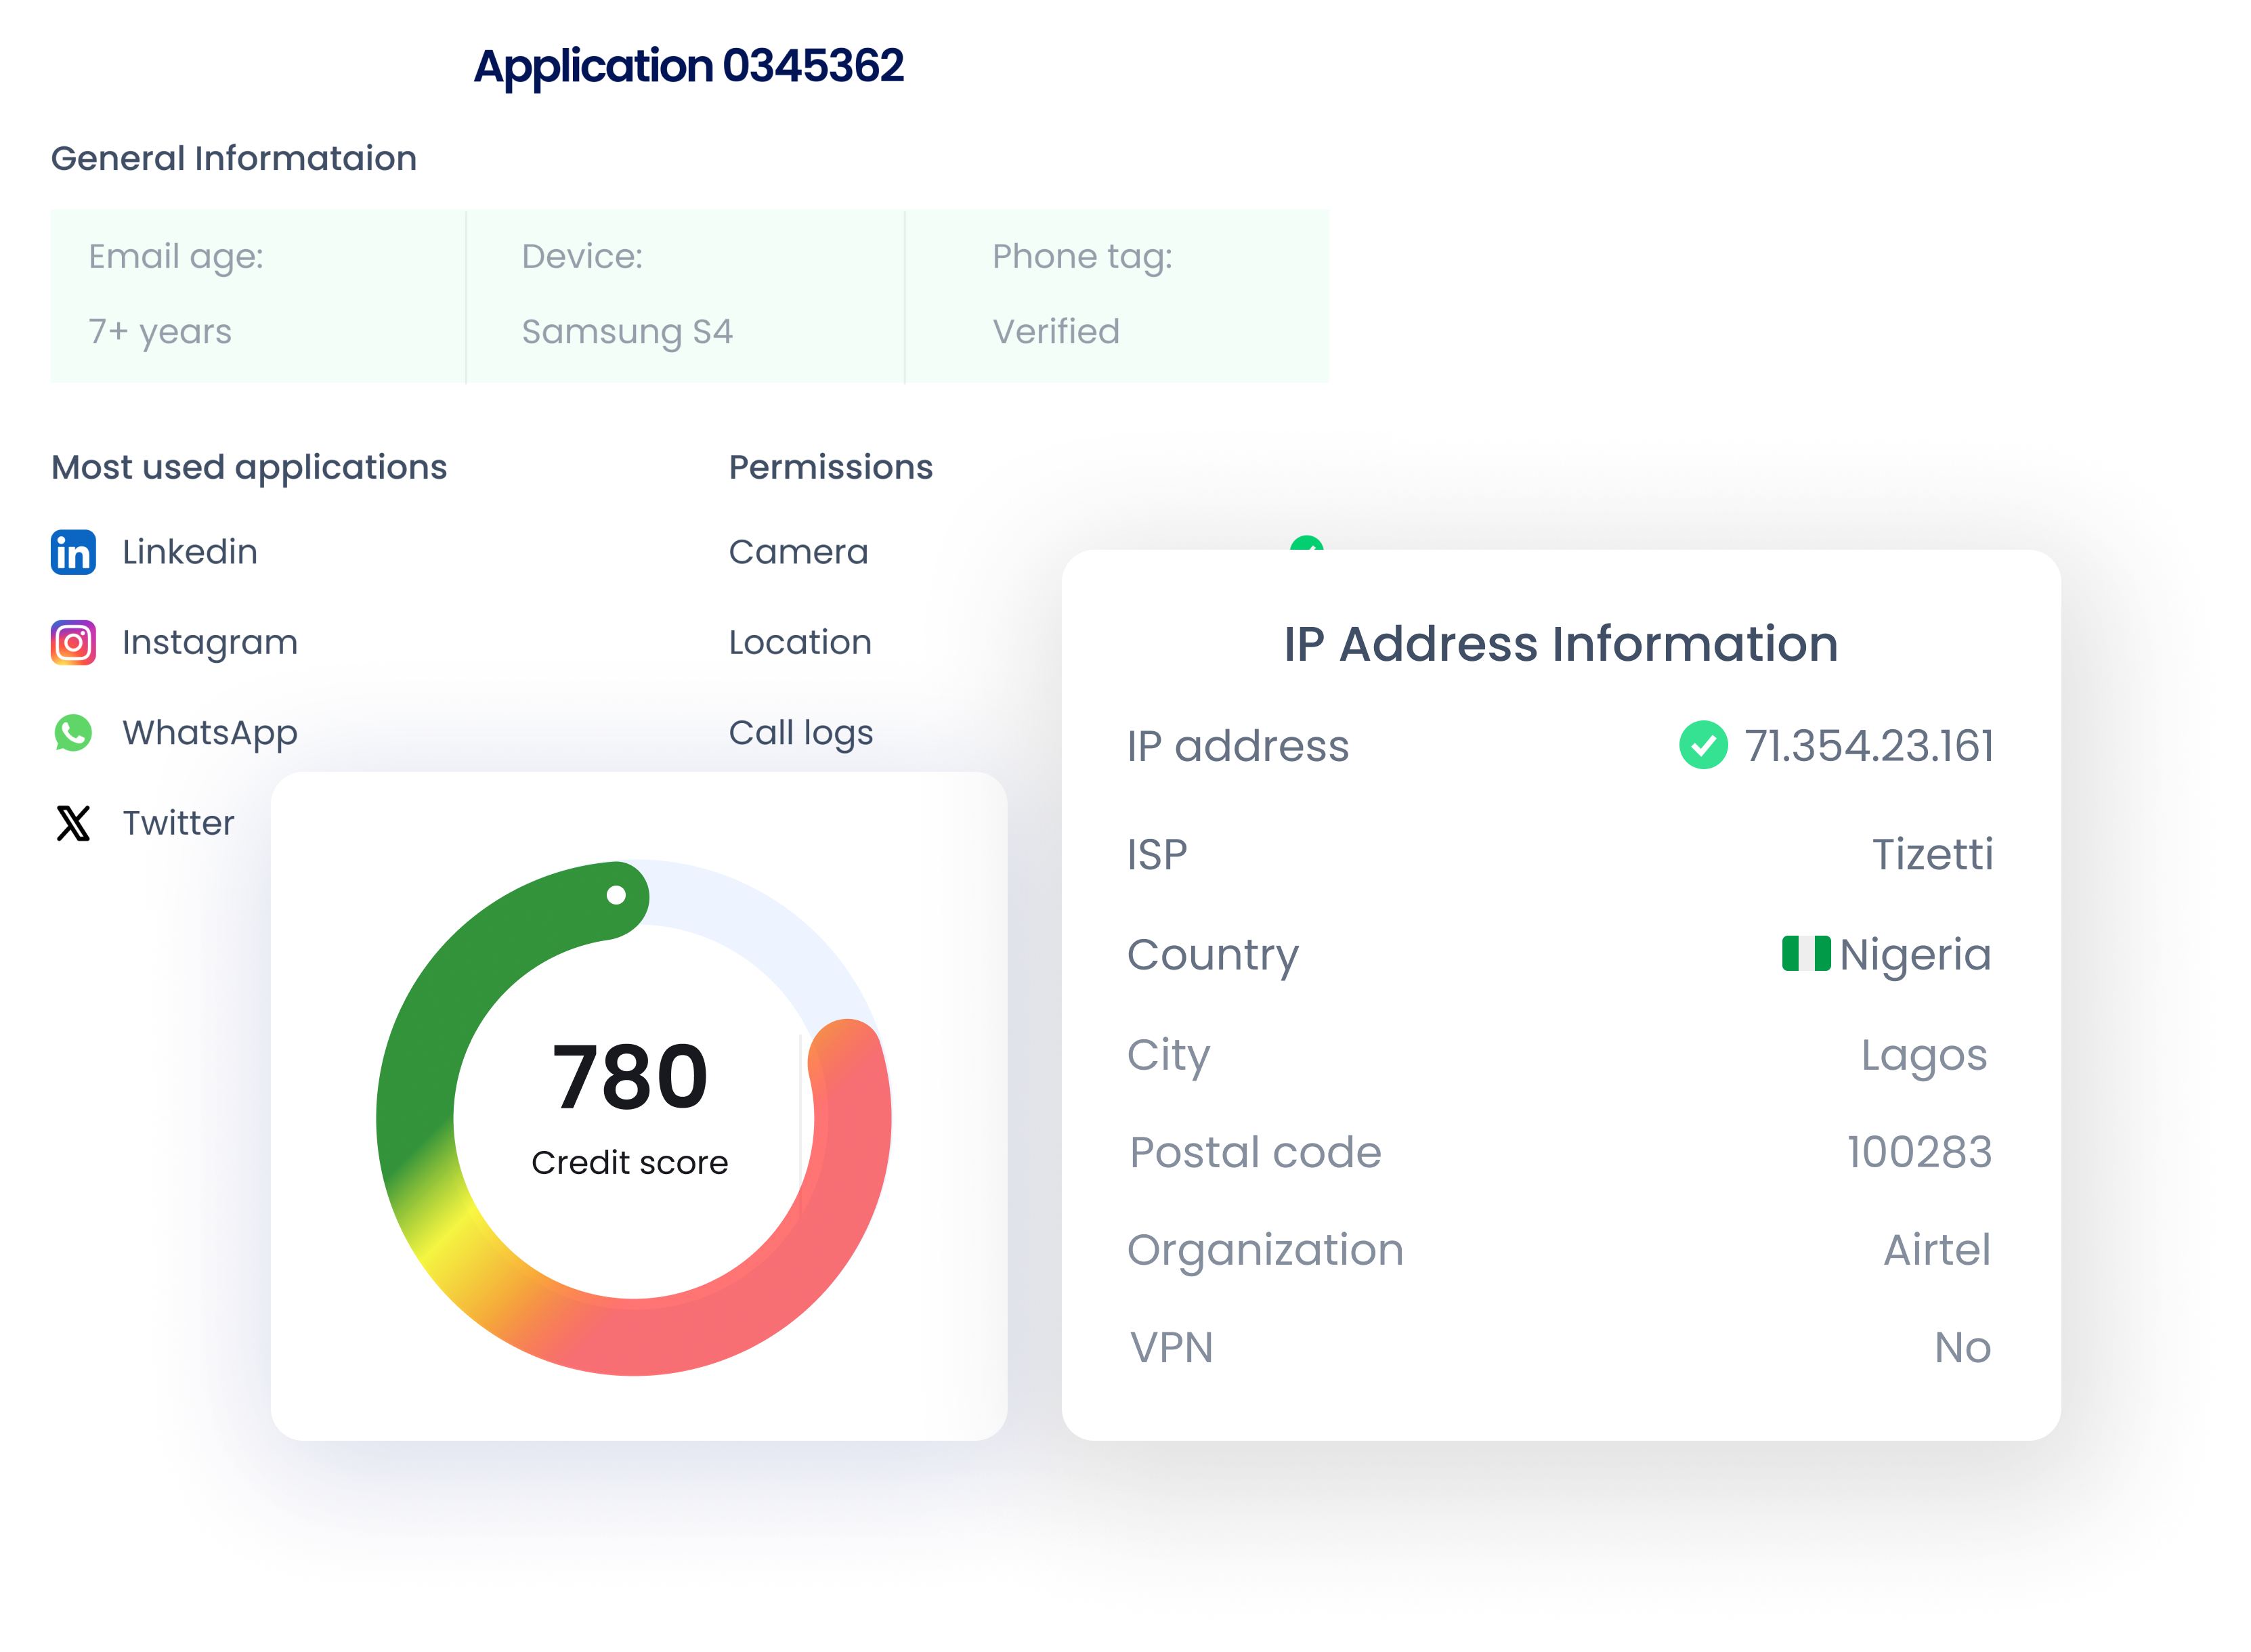 Application 0345362
General Informataion
Email age:
7+ years
Device:
Samsung S4
Phone tag:
Verified
Most used applications
Linkedin
Instagram
WhatsApp
Twitter
Permissions
Camera
Location
Call logs
780
Credit score
IP Address Information
IP address 71.354.23.161
ISP Tizetti
Country Nigeria
City Lagos
Postal code 100283
Organization Airtel
VPN No